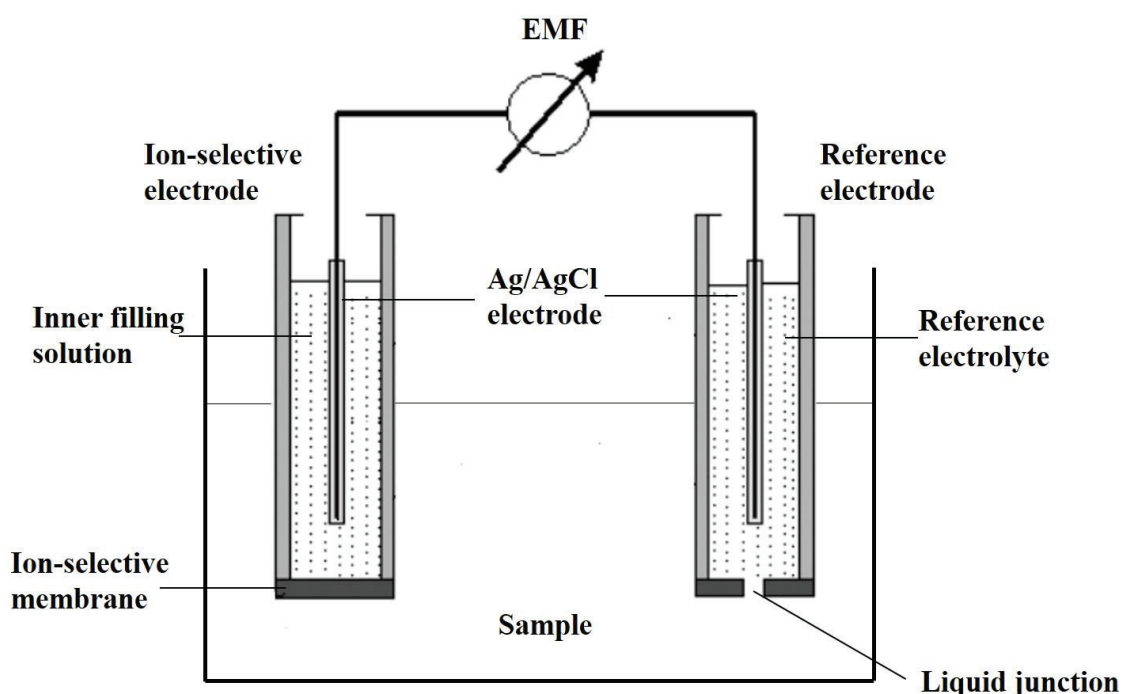 EMF
Ion-selective
electrode
Reference
electrode
Ag/AgCl
electrode
Inner filling
solution
Reference
electrolyte
Ion-selective
membrane
Sample
Liquid junction